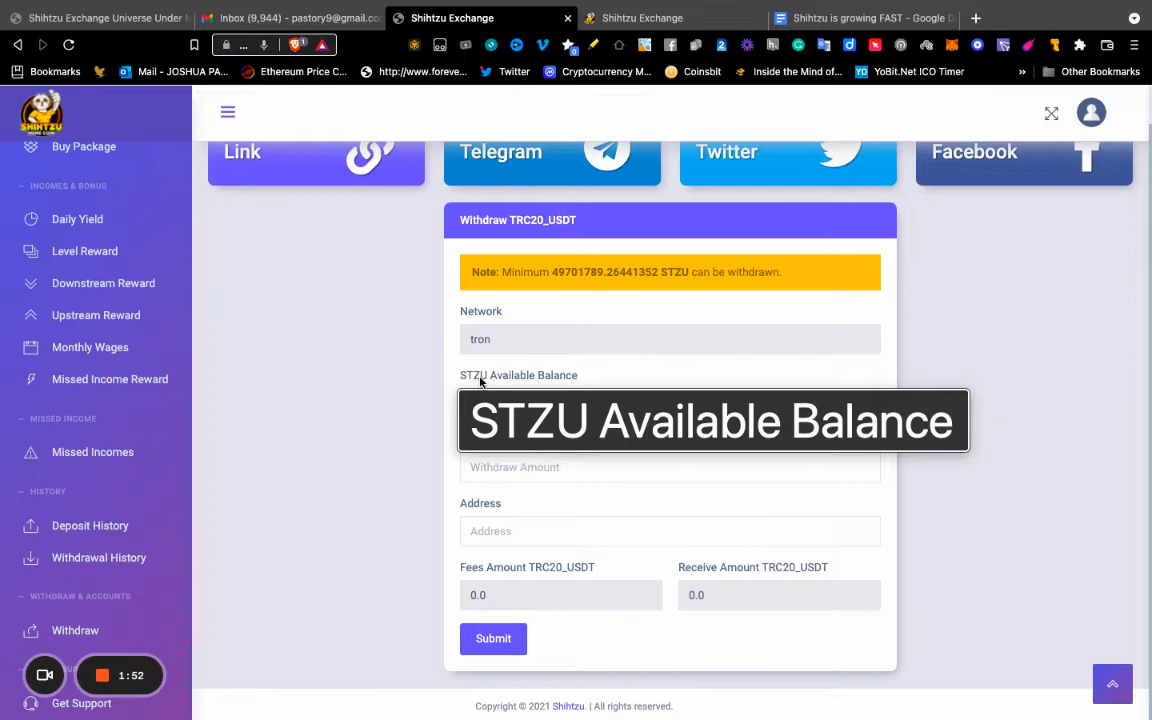 Shihtzu Exchange Universe Under
Inbox (9,944) - pastory9@gmail.co
Shihtzu Exchange
Shihtzu Exchange
Shihtzu is growing FAST - Google D
...
1
Bookmarks
Mail - JOSHUA PA...
Ethereum Price C...
http://www.foreve...
Twitter
Cryptocurrency M...
Coinsbit
Inside the Mind of...
YoBit.Net ICO Timer
Other Bookmarks
SHIHTZU
Buy Package
INCOMES & BONUS
Daily Yield
Level Reward
Downstream Reward
Upstream Reward
Monthly Wages
Missed Income Reward
MISSED INCOME
Missed Incomes
HISTORY
Deposit History
Withdrawal History
WITHDRAW & ACCOUNTS
Withdraw
1:52
Get Support
Link
Telegram
Twitter
Facebook
Withdraw TRC20_USDT
Note: Minimum 49701789.26441352 STZU can be withdrawn.
Network
tron
STZU Available Balance
STZU Available Balance
Withdraw Amount
Address
Address
Fees Amount TRC20_USDT
Receive Amount TRC20_USDT
0.0
0.0
Submit
Copyright © 2021 Shihtzu. | All rights reserved.